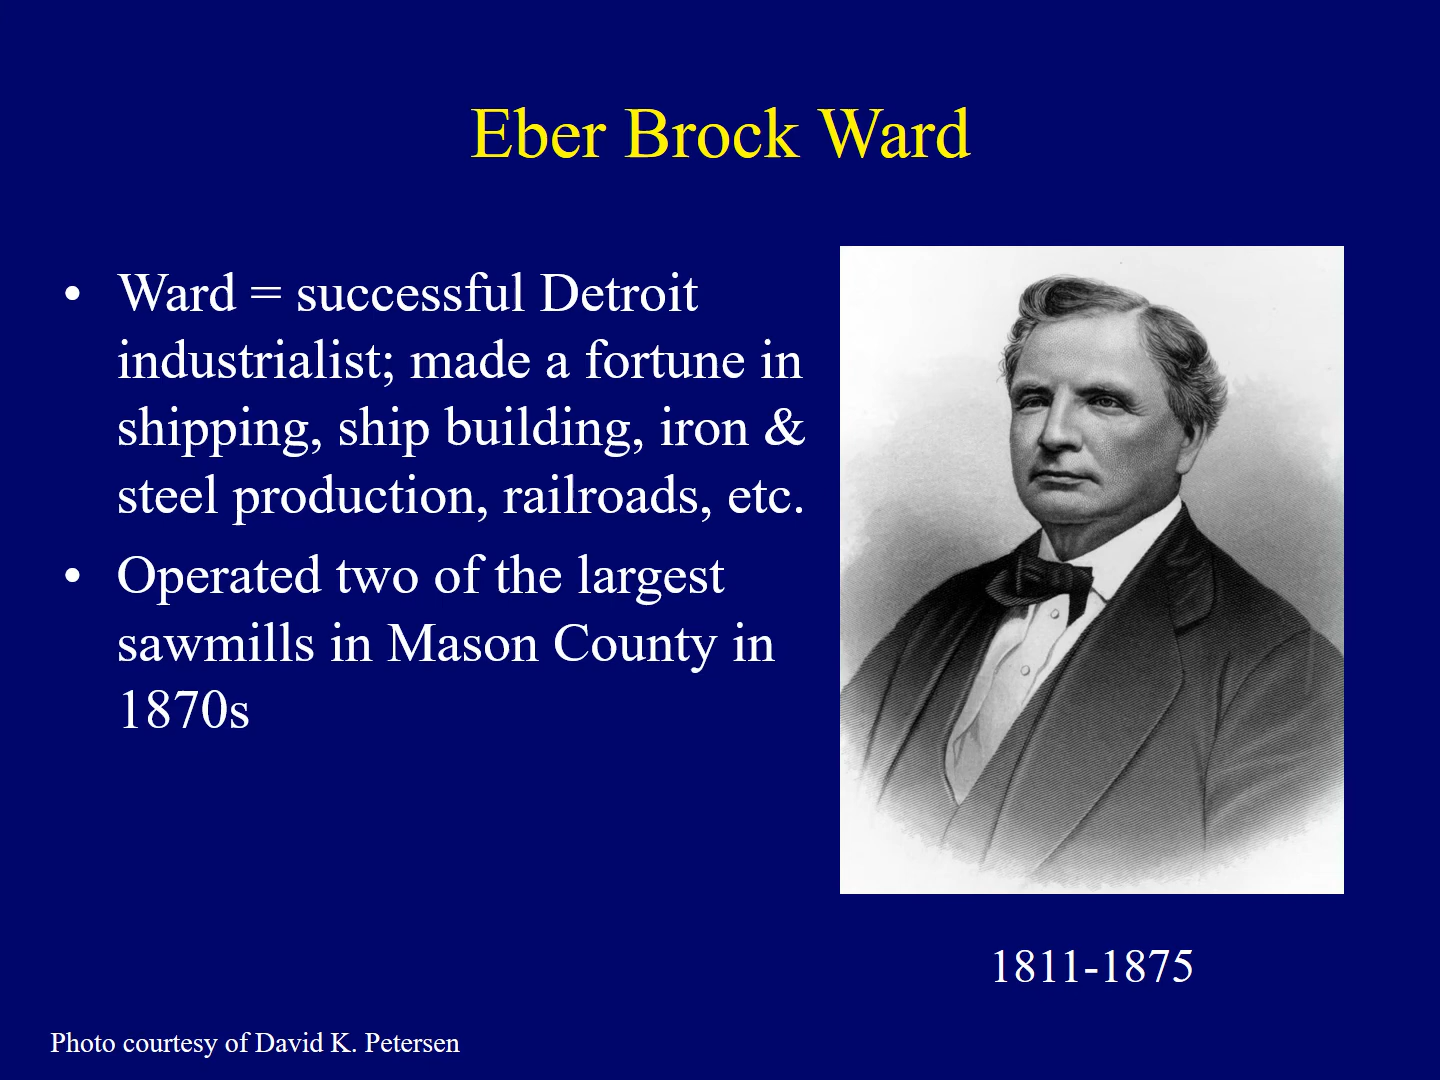 Eber Brock Ward
• Ward = successful Detroit
industrialist; made a fortune in
shipping, ship building, iron &
steel production, railroads, etc.
• Operated two of the largest
sawmills in Mason County in
1870s
1811-1875
Photo courtesy of David K. Petersen